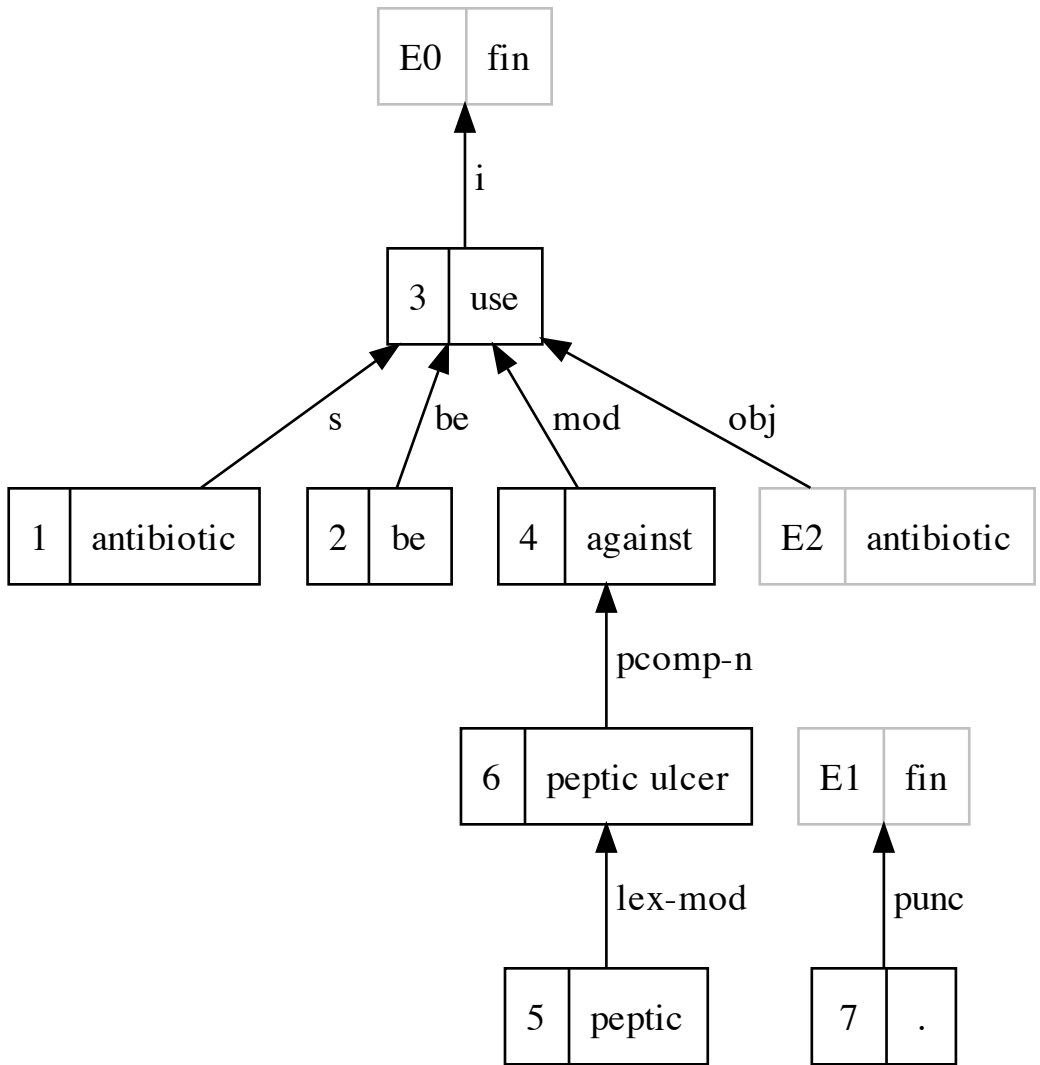 E0 fin
i
3 use
s be mod obj
1 antibiotic 2 be 4 against E2 antibiotic
pcomp-n
6 peptic ulcer E1 fin
lex-mod punc
5 peptic 7 .